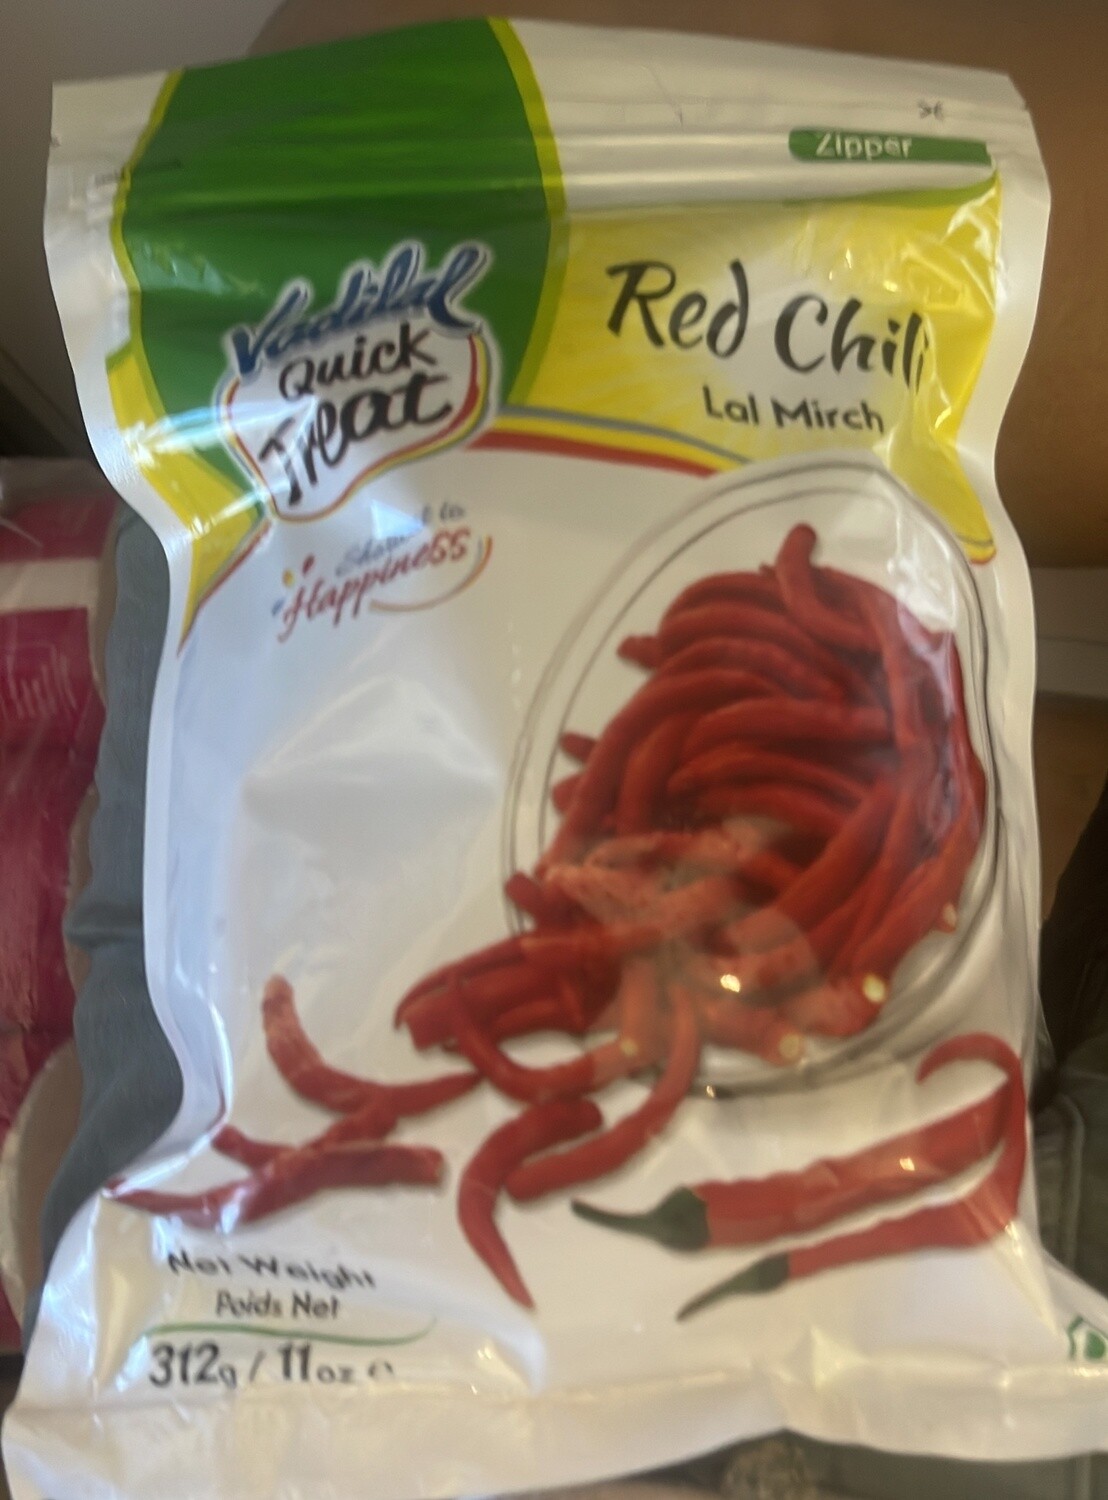 Zipper
Vadilal
Quick
Treat
Red Chili
Lal Mirch
Happiness
Net Weight
Poids Net
312g / 11oz e